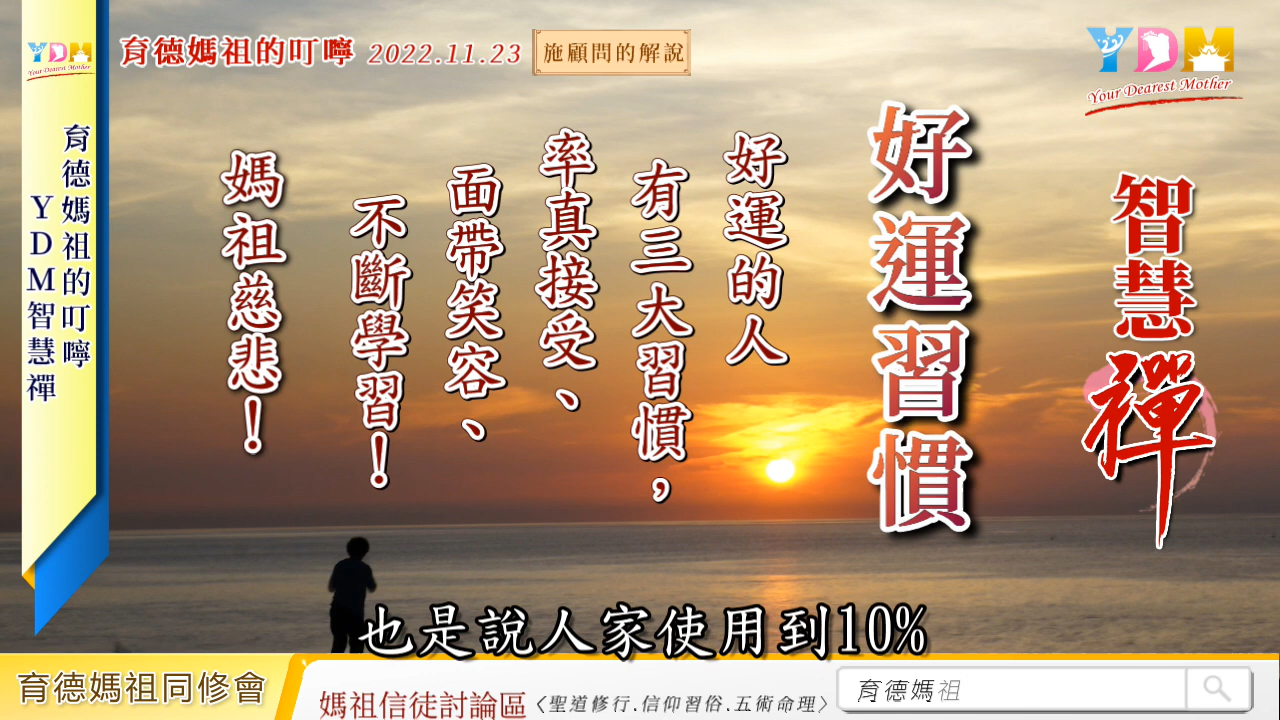 YDM
Your Dearest Mother
育德媽祖的叮嚀
YDM智慧禪
育德媽祖的叮嚀 2022.11.23 施顧問的解說
YDM
Your Dearest Mother
智慧禪
好運習慣
好運的人
有三大習慣，
率真接受、
面帶笑容、
不斷學習！
媽祖慈悲！
也是說人家使用到10%
育德媽祖同修會
媽祖信徒討論區〈聖道修行.信仰習俗.五術命理〉
育德媽祖